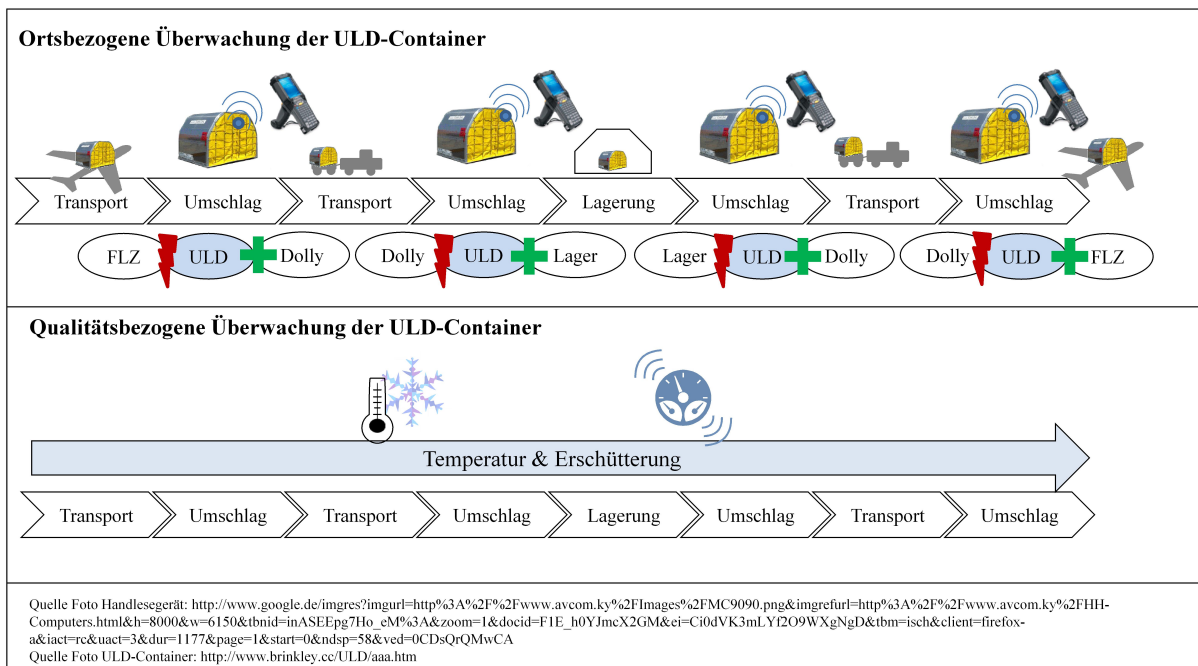 Ortsbezogene Überwachung der ULD-Container
Transport Umschlag Transport Umschlag Lagerung Umschlag Transport Umschlag
FLZ ULD Dolly Dolly ULD Lager Lager ULD Dolly Dolly ULD FLZ
Qualitätsbezogene Überwachung der ULD-Container
Temperatur & Erschütterung
Transport Umschlag Transport Umschlag Lagerung Umschlag Transport Umschlag
Quelle Foto Handlesegerät: http://www.google.de/imgres?imgurl=http%3A%2F%2Fwww.avcom.ky%2FImages%2FMC9090.png&imgrefurl=http%3A%2F%2Fwww.avcom.ky%2FHH-
Computers.html&h=8000&w=6150&tbnid=inASEEpg7Ho_eM%3A&zoom=1&docid=F1E_h0YJmcX2GM&ei=Ci0dVK3mLYf2O9WXgNgD&tbm=isch&client=firefox-
a&iact=rc&uact=3&dur=1177&page=1&start=0&ndsp=58&ved=0CDsQrQMwCA
Quelle Foto ULD-Container: http://www.brinkley.cc/ULD/aaa.htm